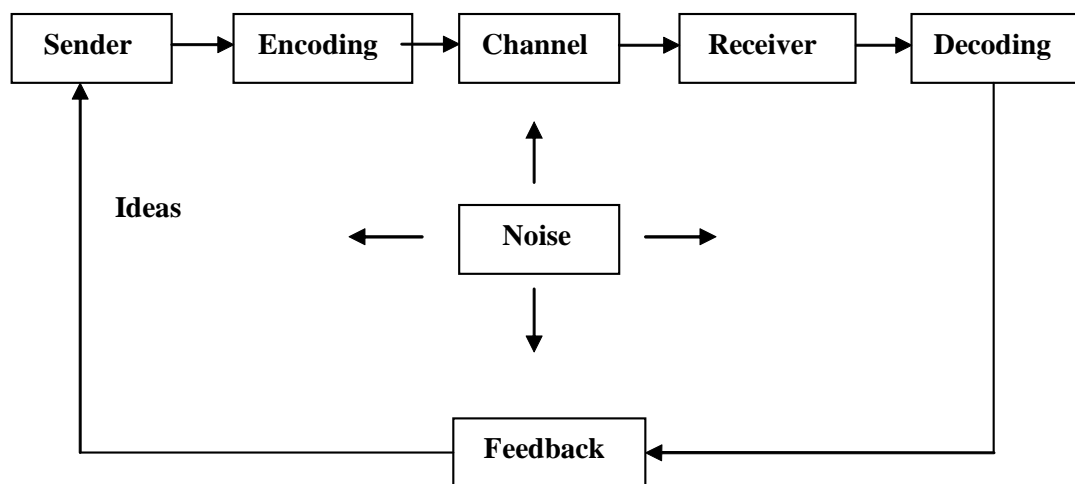 Sender
Encoding
Channel
Receiver
Decoding
Ideas
Noise
Feedback